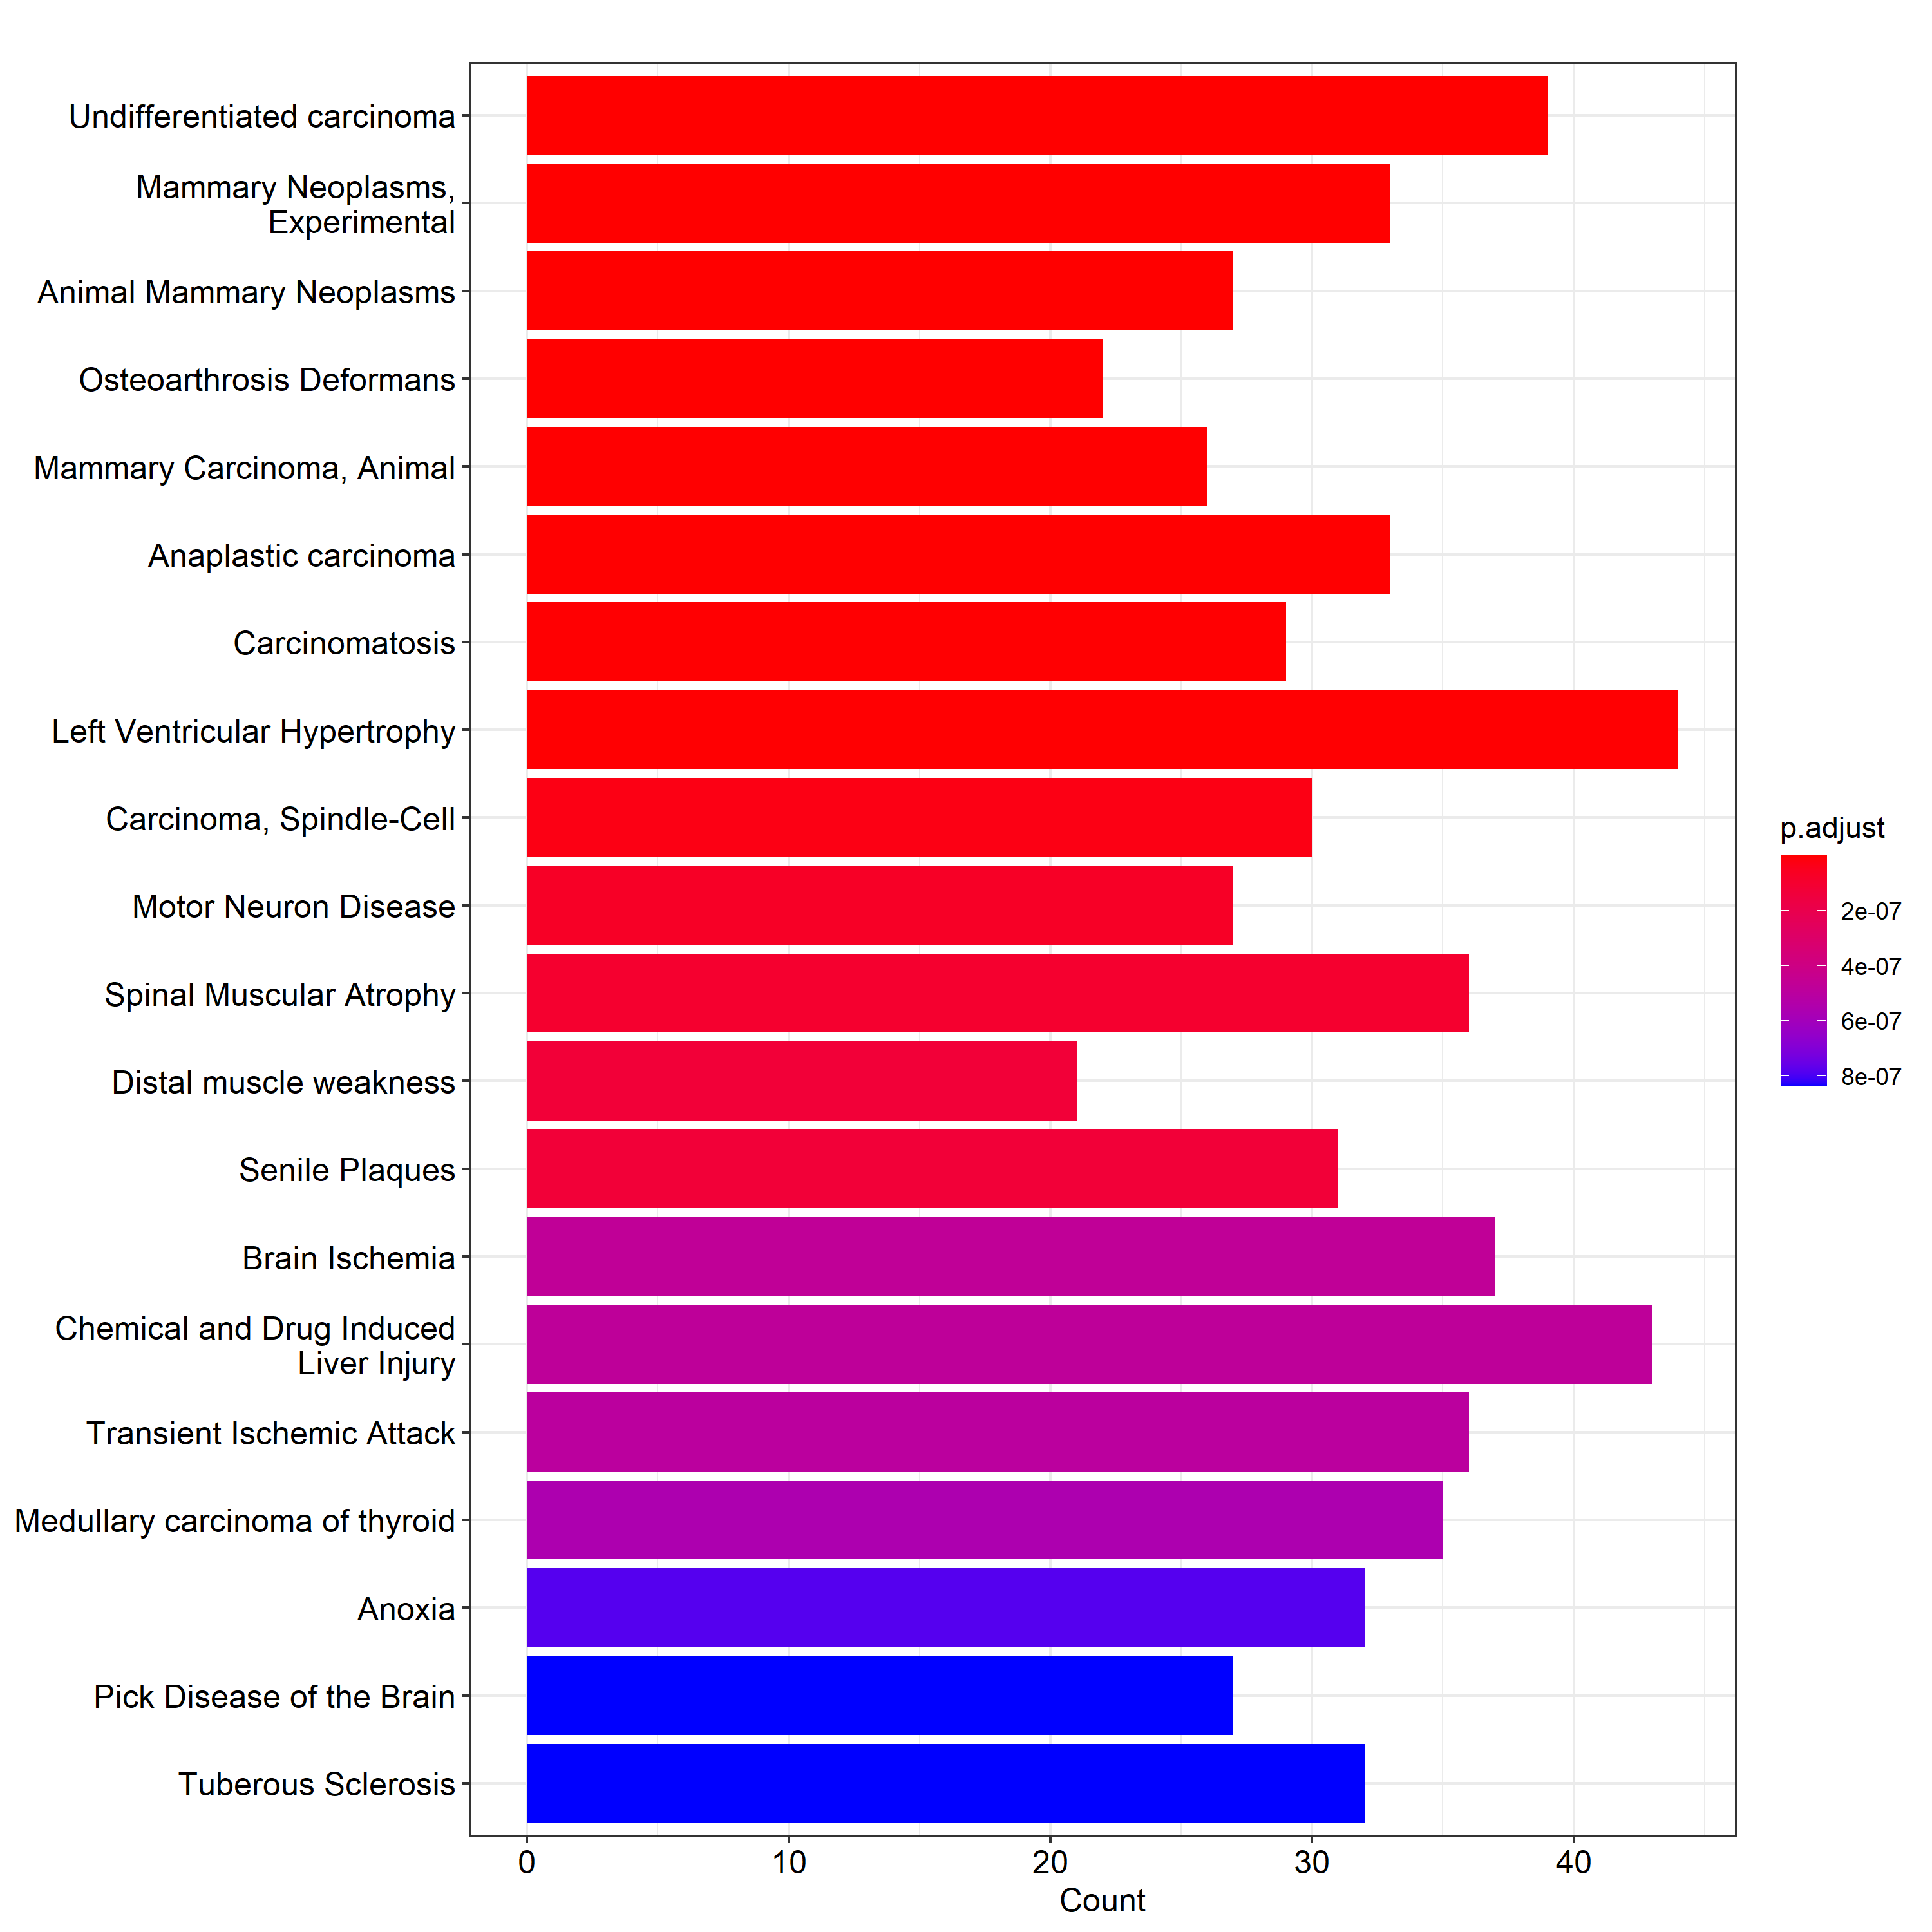 Undifferentiated carcinoma
Mammary Neoplasms,
Experimental
Animal Mammary Neoplasms
Osteoarthrosis Deformans
Mammary Carcinoma, Animal
Anaplastic carcinoma
Carcinomatosis
Left Ventricular Hypertrophy
Carcinoma, Spindle-Cell
Motor Neuron Disease
Spinal Muscular Atrophy
Distal muscle weakness
Senile Plaques
Brain Ischemia
Chemical and Drug Induced
Liver Injury
Transient Ischemic Attack
Medullary carcinoma of thyroid
Anoxia
Pick Disease of the Brain
Tuberous Sclerosis
0 10 20 30 40
Count
p.adjust
2e-07
4e-07
6e-07
8e-07